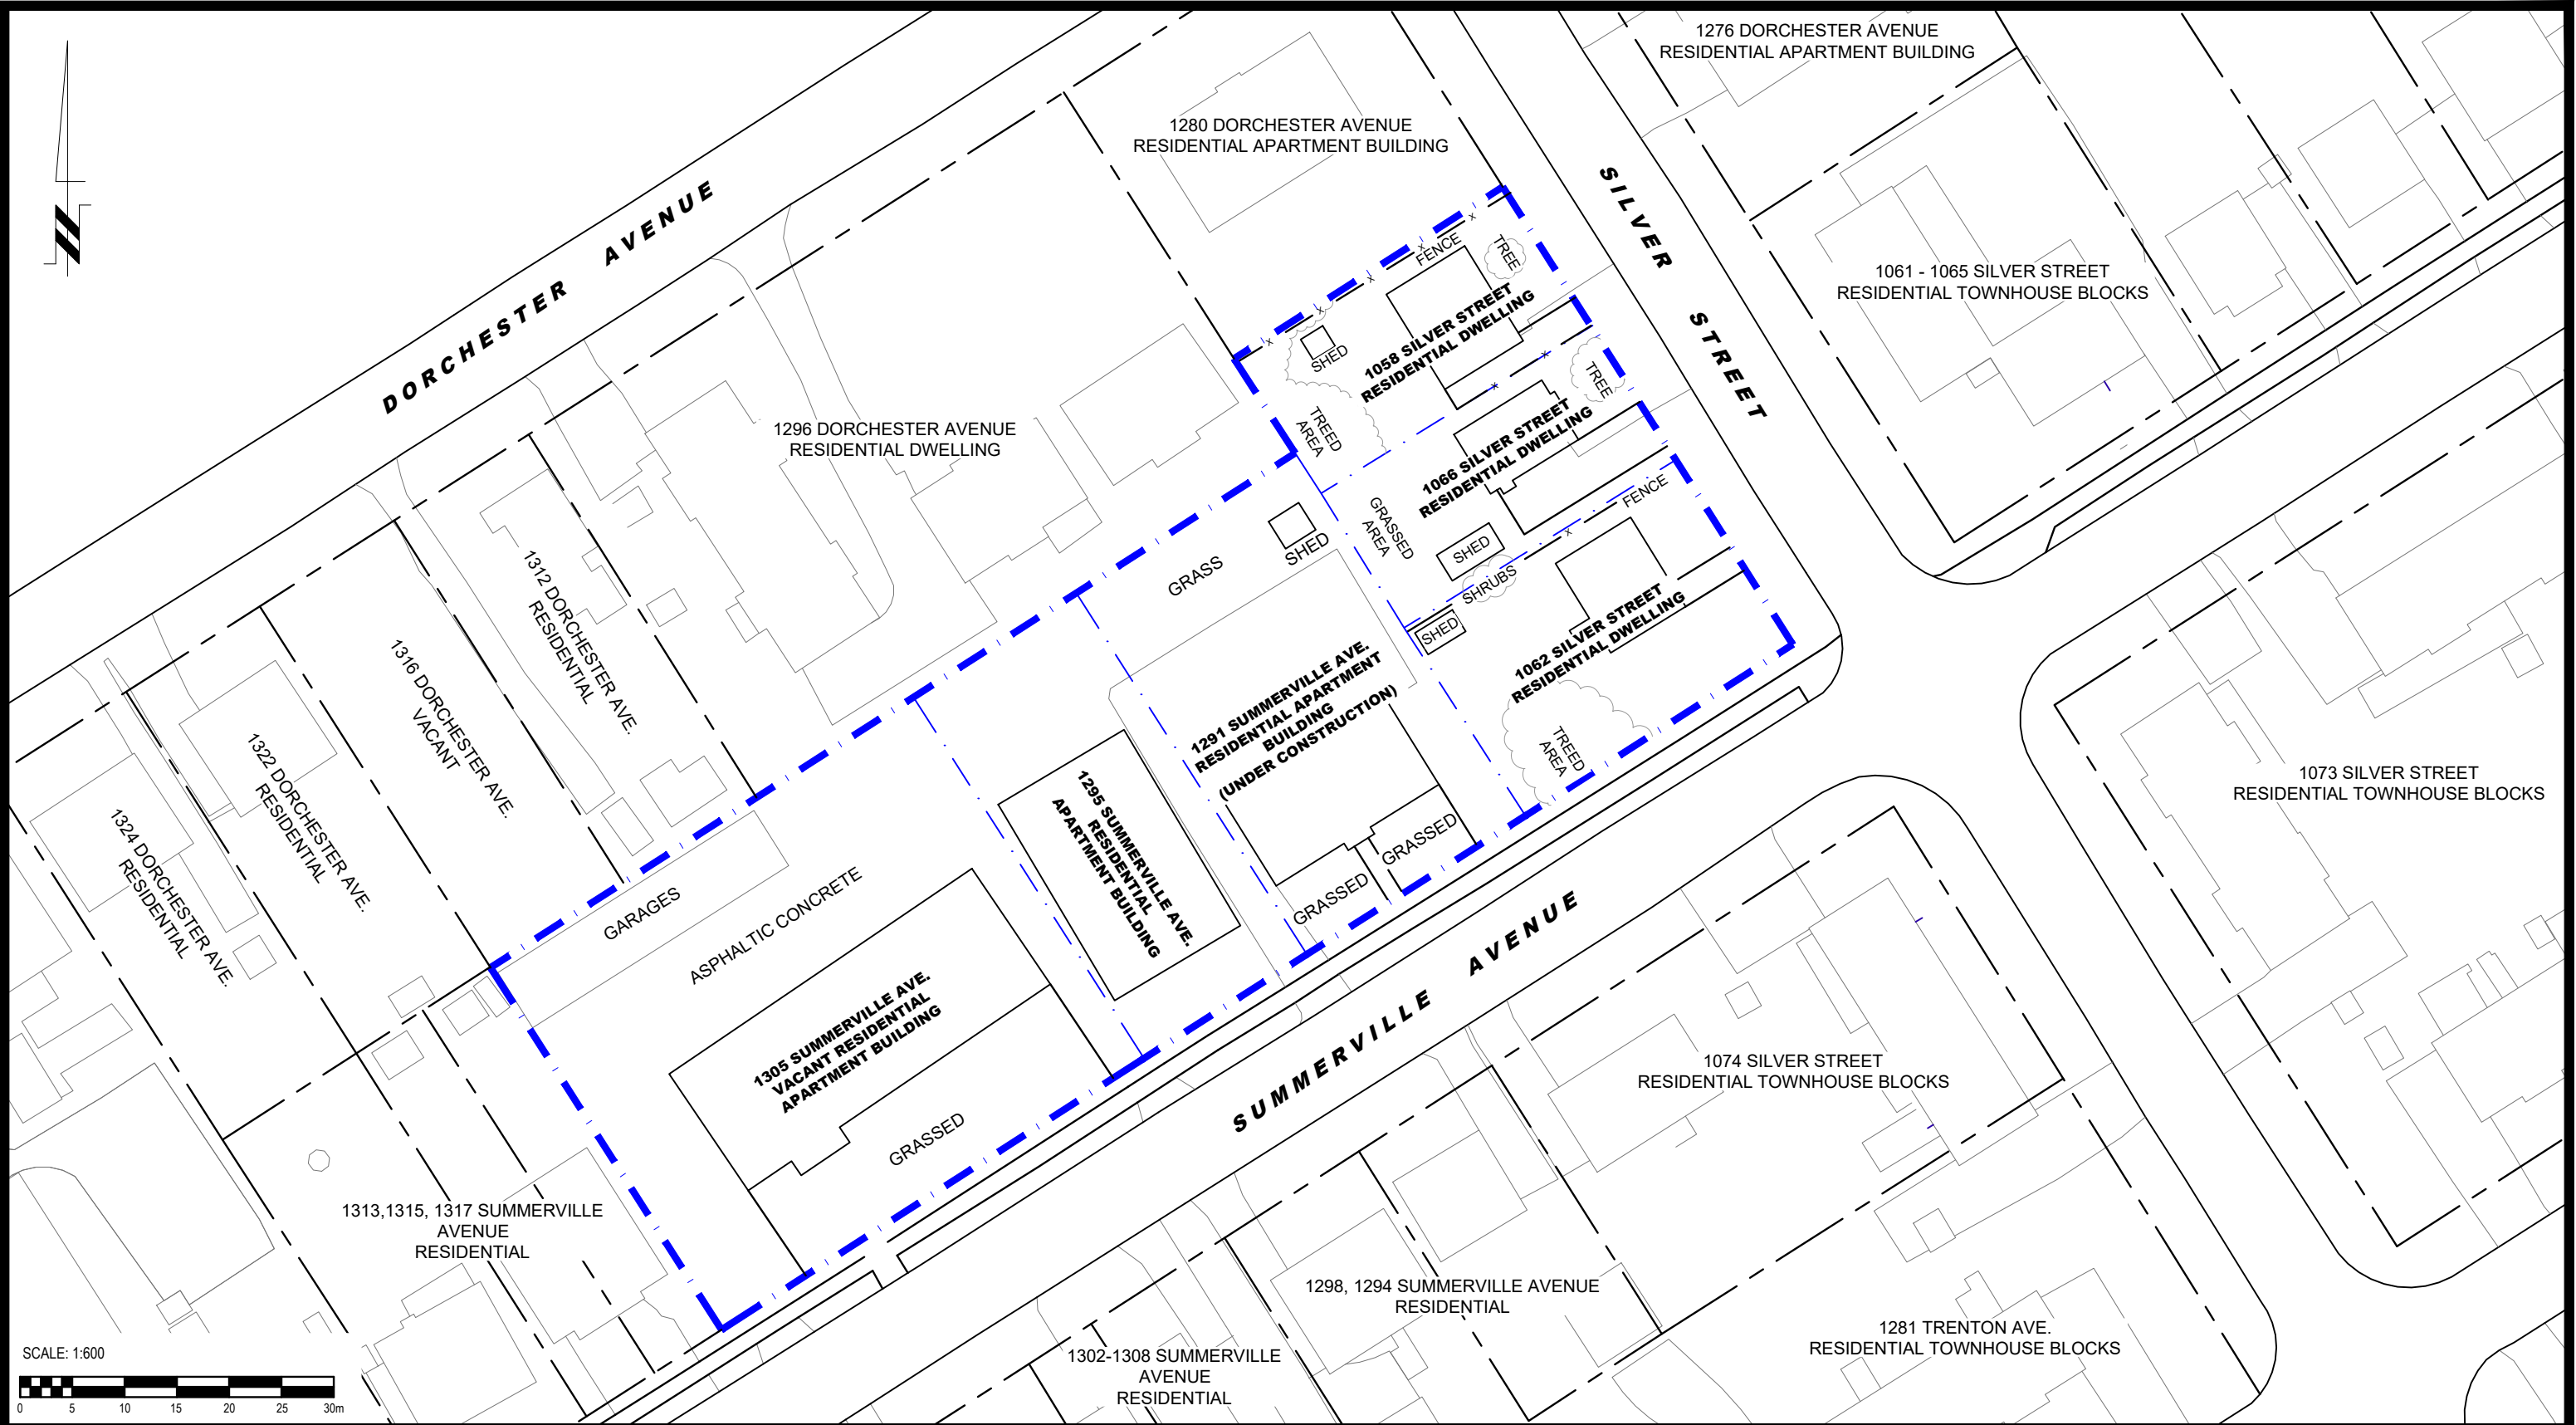 1276 DORCHESTER AVENUE
RESIDENTIAL APARTMENT BUILDING
1280 DORCHESTER AVENUE
RESIDENTIAL APARTMENT BUILDING
SILVER STREET
DORCHESTER AVENUE
1061 - 1065 SILVER STREET
RESIDENTIAL TOWNHOUSE BLOCKS
FENCE
TREE
1058 SILVER STREET
RESIDENTIAL DWELLING
SHED
TREED
AREA
TREE
1296 DORCHESTER AVENUE
RESIDENTIAL DWELLING
1066 SILVER STREET
RESIDENTIAL DWELLING
GRASSED
AREA
FENCE
SHED
SHED
SHRUBS
SHED
GRASS
1062 SILVER STREET
RESIDENTIAL DWELLING
TREED
AREA
1312 DORCHESTER AVE.
RESIDENTIAL
1316 DORCHESTER AVE.
VACANT
1322 DORCHESTER AVE.
RESIDENTIAL
1324 DORCHESTER AVE.
RESIDENTIAL
1291 SUMMERVILLE AVE.
RESIDENTIAL APARTMENT
BUILDING
(UNDER CONSTRUCTION)
1295 SUMMERVILLE AVE.
RESIDENTIAL
APARTMENT BUILDING
GRASSED
GRASSED
1073 SILVER STREET
RESIDENTIAL TOWNHOUSE BLOCKS
GARAGES
ASPHALTIC CONCRETE
1305 SUMMERVILLE AVE.
VACANT RESIDENTIAL
APARTMENT BUILDING
GRASSED
SUMMERVILLE AVENUE
1074 SILVER STREET
RESIDENTIAL TOWNHOUSE BLOCKS
1313,1315, 1317 SUMMERVILLE
AVENUE
RESIDENTIAL
1298, 1294 SUMMERVILLE AVENUE
RESIDENTIAL
1281 TRENTON AVE.
RESIDENTIAL TOWNHOUSE BLOCKS
1302-1308 SUMMERVILLE
AVENUE
RESIDENTIAL
SCALE: 1:600
0 5 10 15 20 25 30m